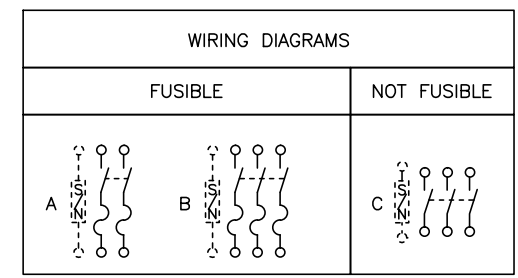 WIRING DIAGRAMS
FUSIBLE
NOT FUSIBLE
A S/N
B S/N
C S/N